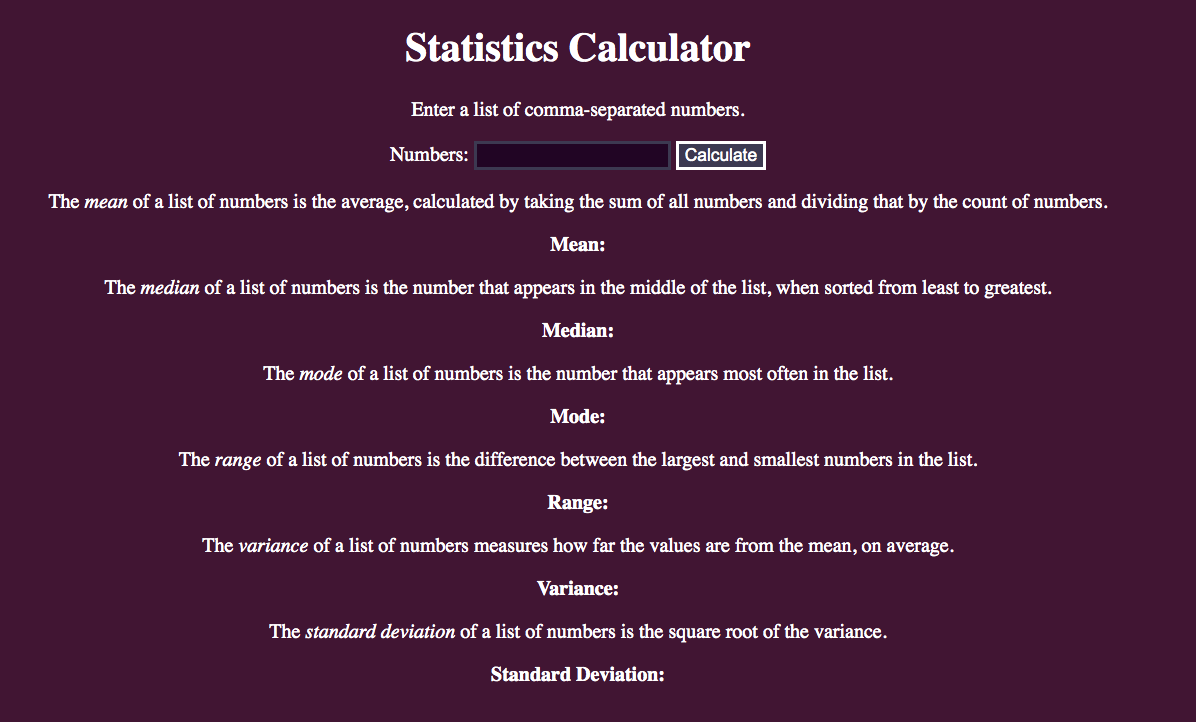 Statistics Calculator
Enter a list of comma-separated numbers.
Numbers: Calculate
The mean of a list of numbers is the average, calculated by taking the sum of all numbers and dividing that by the count of numbers.
Mean:
The median of a list of numbers is the number that appears in the middle of the list, when sorted from least to greatest.
Median:
The mode of a list of numbers is the number that appears most often in the list.
Mode:
The range of a list of numbers is the difference between the largest and smallest numbers in the list.
Range:
The variance of a list of numbers measures how far the values are from the mean, on average.
Variance:
The standard deviation of a list of numbers is the square root of the variance.
Standard Deviation: